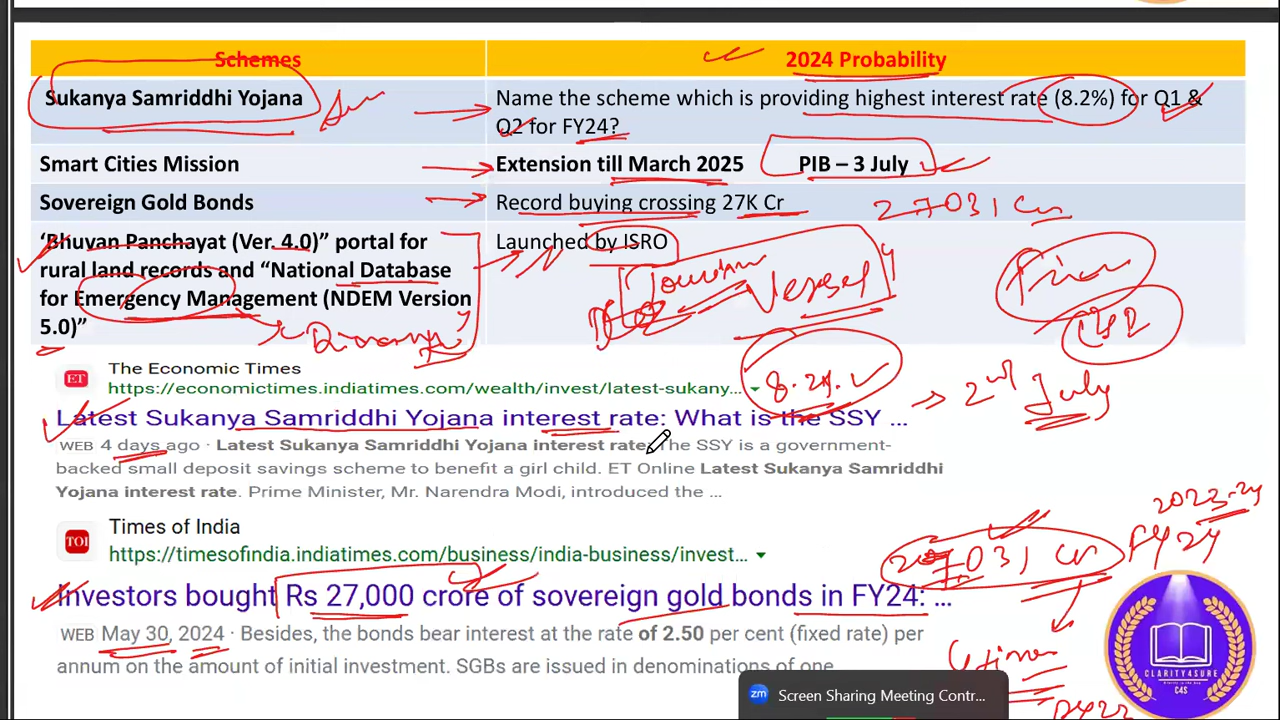 Schemes
2024 Probability
Sukanya Samriddhi Yojana
Name the scheme which is providing highest interest rate (8.2%) for Q1 &
Q2 for FY24?
Smart Cities Mission
Extension till March 2025 PIB – 3 July
Sovereign Gold Bonds
Record buying crossing 27K Cr
27031 Cr
‘Bhuvan Panchayat (Ver. 4.0)” portal for
rural land records and “National Database
for Emergency Management (NDEM Version
5.0)”
Launched by ISRO
8.2%
2nd July
The Economic Times
https://economictimes.indiatimes.com/wealth/invest/latest-sukany...
Latest Sukanya Samriddhi Yojana interest rate: What is the SSY ...
WEB 4 days ago · Latest Sukanya Samriddhi Yojana interest rate. The SSY is a government-
backed small deposit savings scheme to benefit a girl child. ET Online Latest Sukanya Samriddhi
Yojana interest rate. Prime Minister, Mr. Narendra Modi, introduced the ...
ET
Times of India
https://timesofindia.indiatimes.com/business/india-business/invest...
TOI
2023-24
FY24
27031 Cr
Investors bought Rs 27,000 crore of sovereign gold bonds in FY24: ...
WEB May 30, 2024 · Besides, the bonds bear interest at the rate of 2.50 per cent (fixed rate) per
annum on the amount of initial investment. SGBs are issued in denominations of one
CLARITY4SURE
C4S
zm Screen Sharing Meeting Contr...